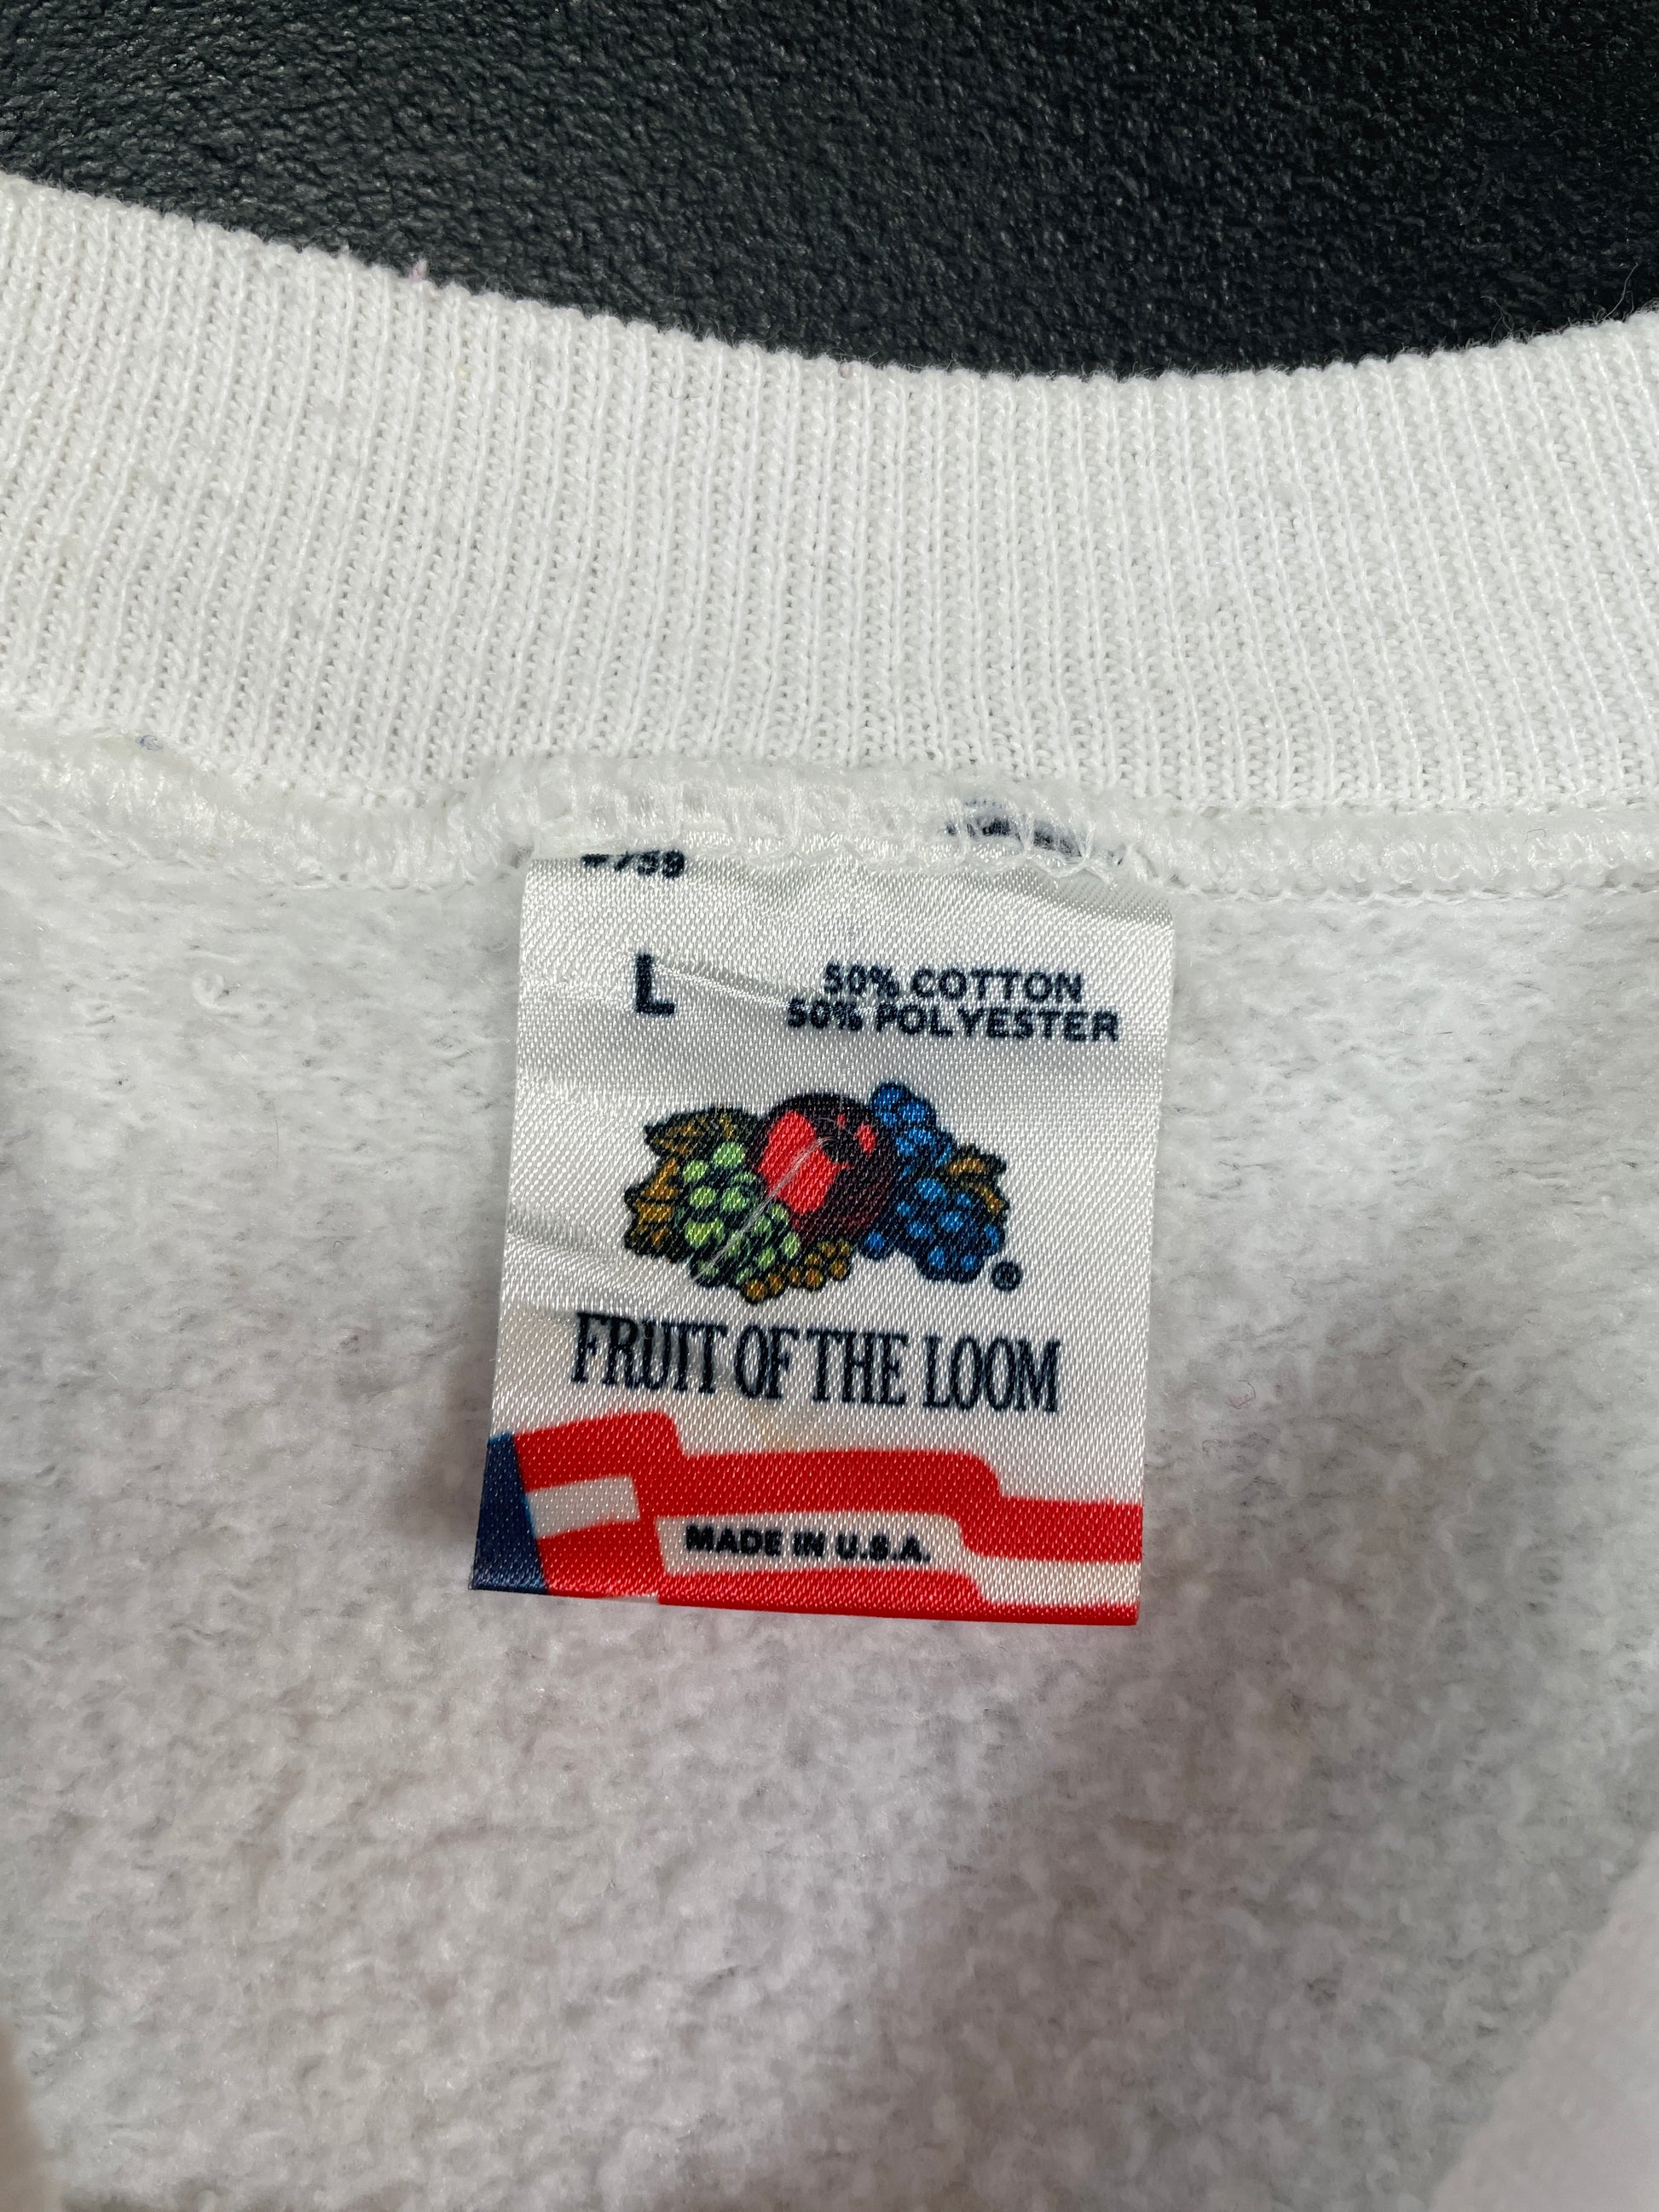 L
50% COTTON
50% POLYESTER
®
FRUIT OF THE LOOM
MADE IN U.S.A.